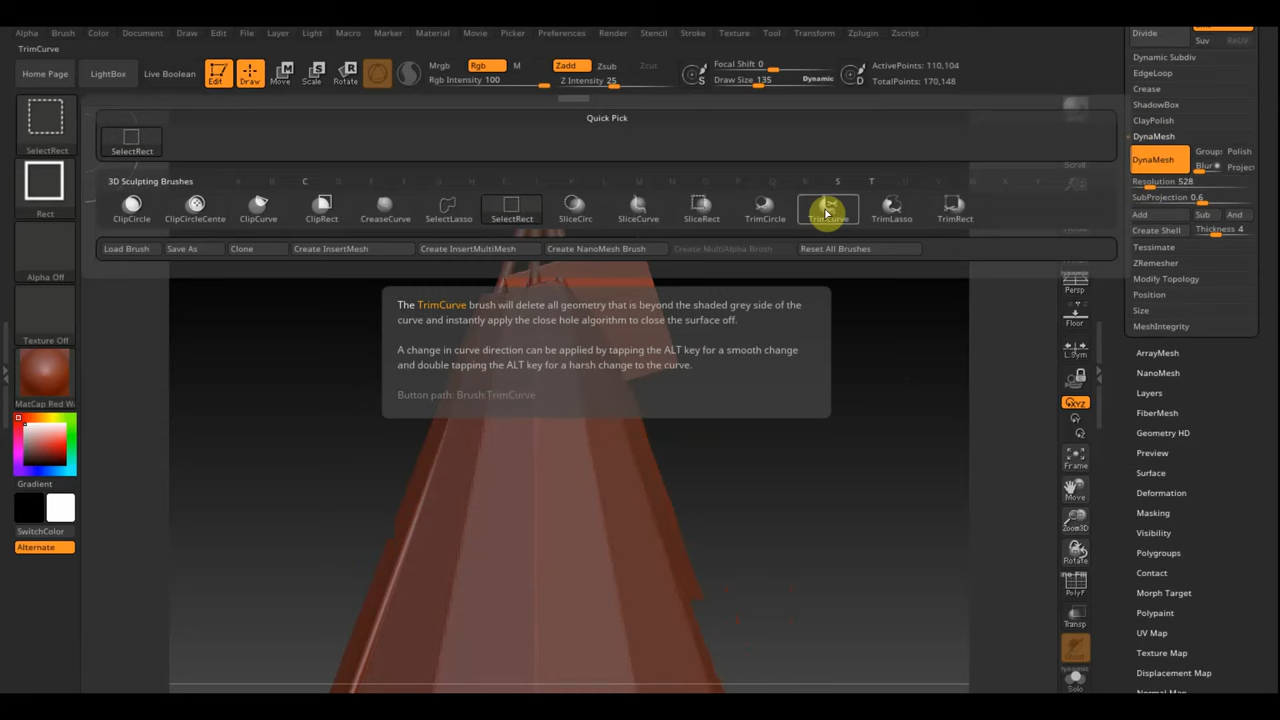 Alpha Brush Color Document Draw Edit File Layer Light Macro Marker Material Movie Picker Preferences Render Stencil Stroke Texture Tool Transform Zplugin Zscript
TrimCurve
Home Page
LightBox
Live Boolean
Edit
Draw
Move
Scale
Rotate
Mrgb
Rgb
M
Rgb Intensity 100
Zadd
Zsub
Zcut
Z Intensity 25
Focal Shift 0
Draw Size 135
Dynamic
S
D
ActivePoints: 110,104
TotalPoints: 170,148
SelectRect
Rect
Alpha Off
Texture Off
MatCap Red W
Gradient
SwitchColor
Alternate
Quick Pick
SelectRect
3D Sculpting Brushes
C
S
T
ClipCircle ClipCircleCente ClipCurve ClipRect CreaseCurve SelectLasso SelectRect SliceCirc SliceCurve SliceRect TrimCircle TrimCurve TrimLasso TrimRect
Load Brush Save As Clone Create InsertMesh Create InsertMultiMesh Create NanoMesh Brush Create MultiAlpha Brush Reset All Brushes
The TrimCurve brush will delete all geometry that is beyond the shaded grey side of the
curve and instantly apply the close hole algorithm to close the surface off.
A change in curve direction can be applied by tapping the ALT key for a smooth change
and double tapping the ALT key for a harsh change to the curve.
Button path: Brush:TrimCurve
Scroll
Persp
Floor
L.Sym
XYZ
Y
Z
Frame
Move
Zoom3D
Rotate
PolyF
Transp
Solo
Divide
Suv
ReUV
Dynamic Subdiv
EdgeLoop
Crease
ShadowBox
ClayPolish
DynaMesh
DynaMesh
Groups
Polish
Blur
Project
Resolution 528
SubProjection 0.6
Add
Sub
And
Create Shell
Thickness 4
Tessimate
ZRemesher
Modify Topology
Position
Size
MeshIntegrity
ArrayMesh
NanoMesh
Layers
FiberMesh
Geometry HD
Preview
Surface
Deformation
Masking
Visibility
Polygroups
Contact
Morph Target
Polypaint
UV Map
Texture Map
Displacement Map
Normal Map